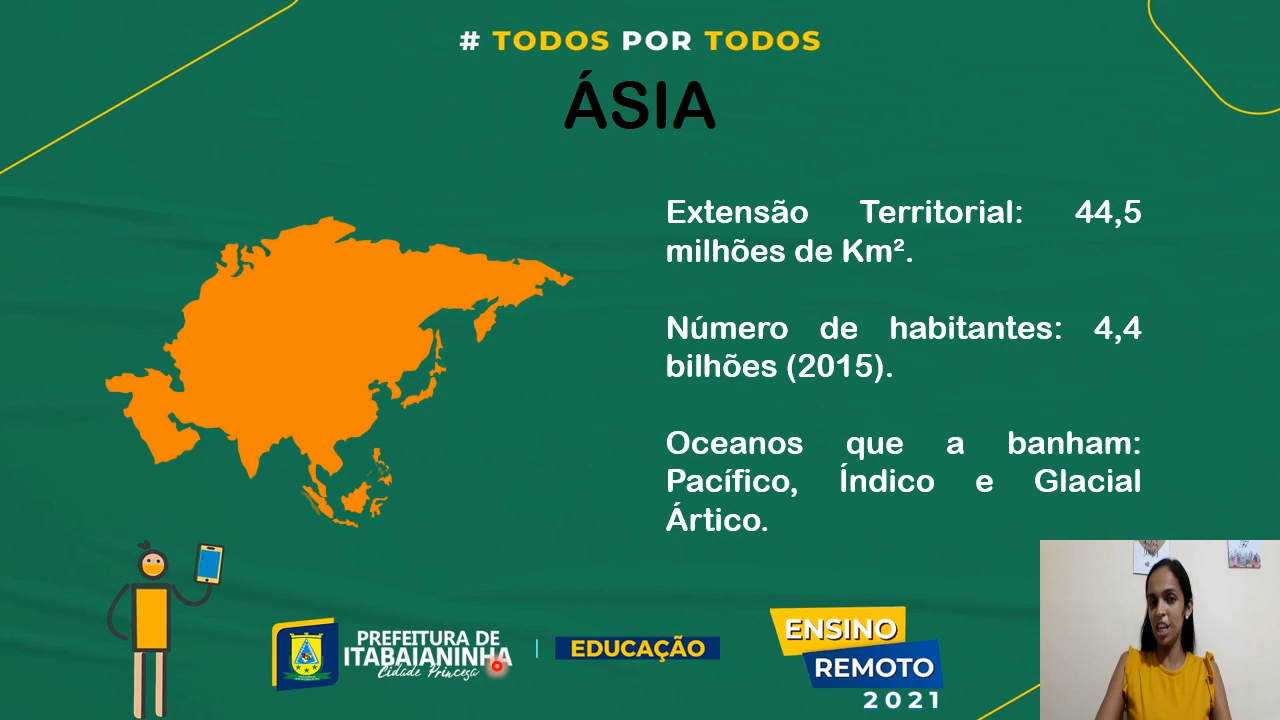 # TODOS POR TODOS
ÁSIA
Extensão Territorial: 44,5
milhões de Km².
Número de habitantes: 4,4
bilhões (2015).
Oceanos que a banham:
Pacífico, Índico e Glacial
Ártico.
PREFEITURA DE
ITABAIANINHA
Cidade Princesa
EDUCAÇÃO
ENSINO
REMOTO
2021